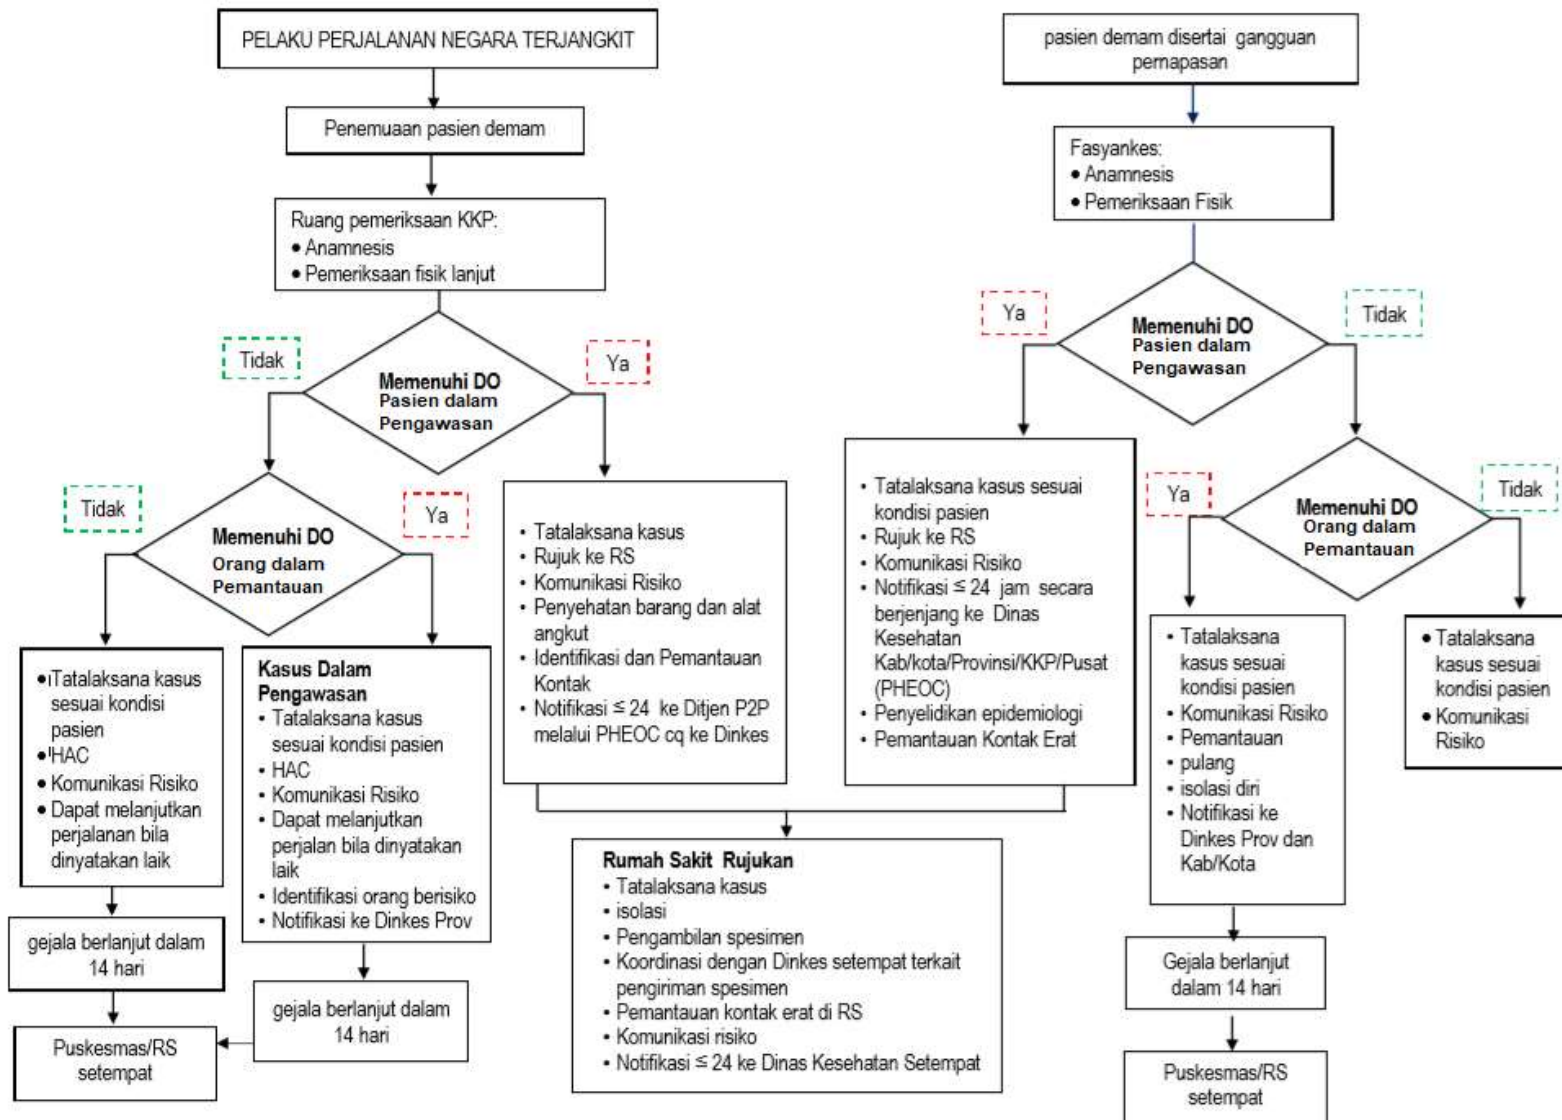 PELAKU PERJALANAN NEGARA TERJANGKIT
Penemuaan pasien demam
Ruang pemeriksaan KKP:
• Anamnesis
• Pemeriksaan fisik lanjut
Tidak
Ya
Memenuhi DO
Pasien dalam
Pengawasan
Tidak
Ya
Memenuhi DO
Orang dalam
Pemantauan
• Tatalaksana kasus
• Rujuk ke RS
• Komunikasi Risiko
• Penyehatan barang dan alat
angkut
• Identifikasi dan Pemantauan
Kontak
• Notifikasi ≤ 24 ke Ditjen P2P
melalui PHEOC cq ke Dinkes
•ıTatalaksana kasus
sesuai kondisi
pasien
•'HAC
• Komunikasi Risiko
• Dapat melanjutkan
perjalanan bila
dinyatakan laik
Kasus Dalam
Pengawasan
• Tatalaksana kasus
sesuai kondisi pasien
• HAC
• Komunikasi Risiko
• Dapat melanjutkan
perjalan bila dinyatakan
laik
• Identifikasi orang berisiko
• Notifikasi ke Dinkes Prov
gejala berlanjut dalam
14 hari
gejala berlanjut dalam
14 hari
Puskesmas/RS
setempat
pasien demam disertai gangguan
pernapasan
Fasyankes:
• Anamnesis
• Pemeriksaan Fisik
Ya
Tidak
Memenuhi DO
Pasien dalam
Pengawasan
• Tatalaksana kasus sesuai
kondisi pasien
• Rujuk ke RS
• Komunikasi Risiko
• Notifikasi ≤ 24 jam secara
berjenjang ke Dinas
Kesehatan
Kab/kota/Provinsi/KKP/Pusat
(PHEOC)
• Penyelidikan epidemiologi
• Pemantauan Kontak Erat
Ya
Tidak
Memenuhi DO
Orang dalam
Pemantauan
• Tatalaksana
kasus sesuai
kondisi pasien
• Komunikasi Risiko
• Pemantauan
• pulang
• isolasi diri
• Notifikasi ke
Dinkes Prov dan
Kab/Kota
• Tatalaksana
kasus sesuai
kondisi pasien
• Komunikasi
Risiko
Rumah Sakit Rujukan
• Tatalaksana kasus
• isolasi
• Pengambilan spesimen
• Koordinasi dengan Dinkes setempat terkait
pengiriman spesimen
• Pemantauan kontak erat di RS
• Komunikasi risiko
• Notifikasi ≤ 24 ke Dinas Kesehatan Setempat
Gejala berlanjut
dalam 14 hari
Puskesmas/RS
setempat